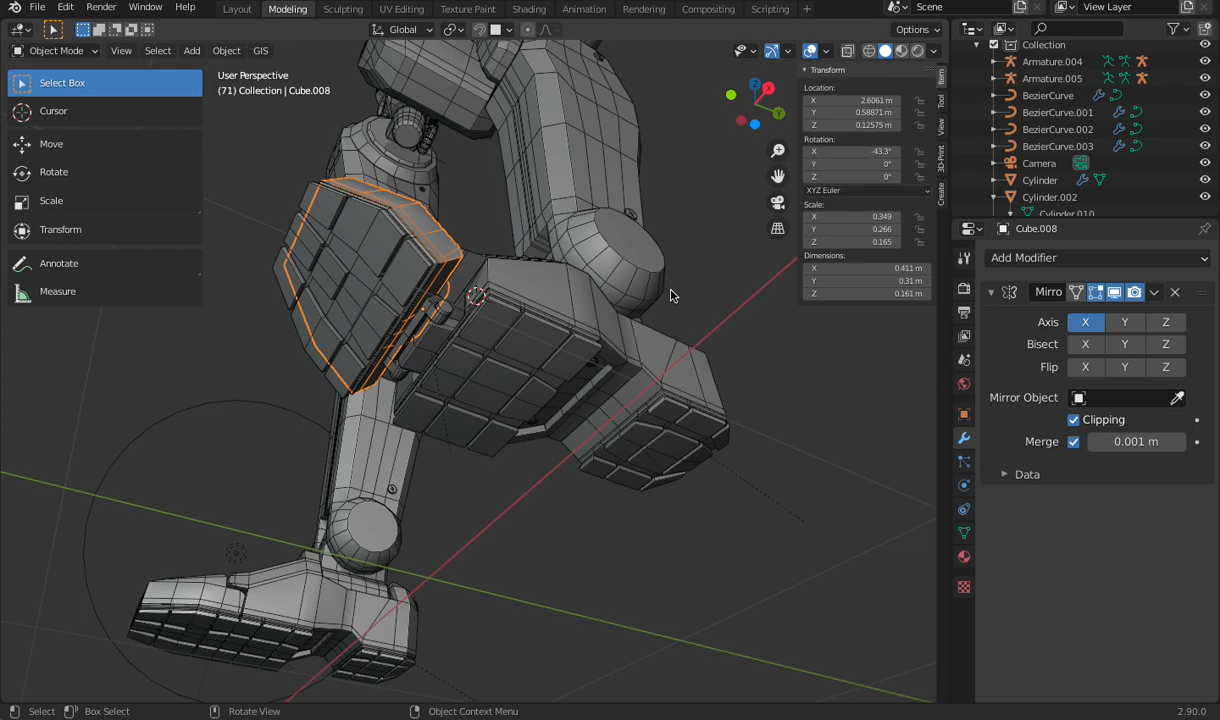 File Edit Render Window Help Layout Modeling Sculpting UV Editing Texture Paint Shading Animation Rendering Compositing Scripting + Scene View Layer
Global Options
Object Mode View Select Add Object GIS
Select Box
Cursor
Move
Rotate
Scale
Transform
Annotate
Measure
User Perspective
(71) Collection | Cube.008
Z
X
Y
Transform
Location:
X 2.6061 m
Y 0.58871 m
Z 0.12575 m
Rotation:
X -43.3°
Y 0°
Z 0°
XYZ Euler
Scale:
X 0.349
Y 0.266
Z 0.165
Dimensions:
X 0.411 m
Y 0.31 m
Z 0.161 m
Item
Tool
View
3D-Print
Create
Collection
Armature.004
Armature.005
BezierCurve
BezierCurve.001
BezierCurve.002
BezierCurve.003
Camera
Cylinder
Cylinder.002
Cylinder.010
Cube.008
Add Modifier
Mirro
Axis X Y Z
Bisect X Y Z
Flip X Y Z
Mirror Object
Clipping
Merge 0.001 m
Data
Select Box Select Rotate View Object Context Menu 2.90.0